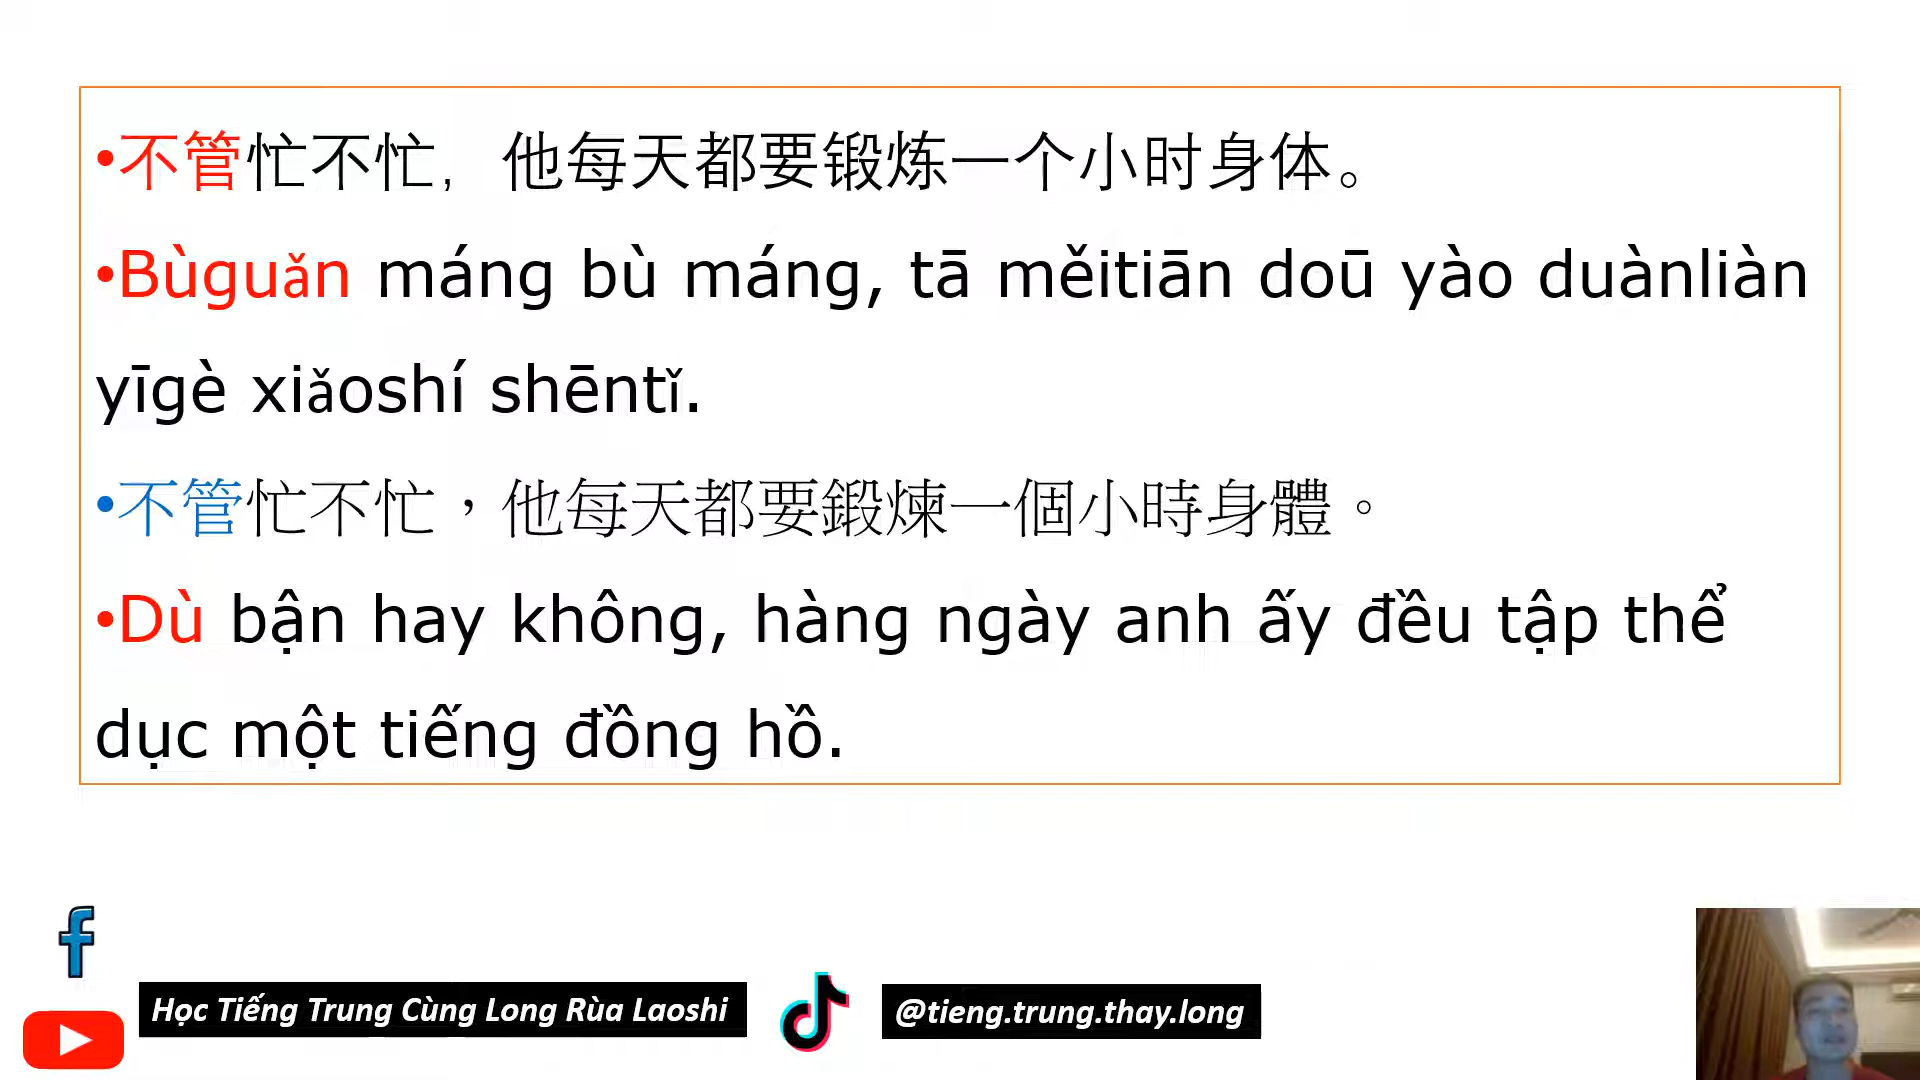 •不管忙不忙，他每天都要锻炼一个小时身体。
•Bùguǎn máng bù máng, tā měitiān doū yào duànliàn
yīgè xiǎoshí shēntǐ.
•不管忙不忙，他每天都要鍛煉一個小時身體。
•Dù bận hay không, hàng ngày anh ấy đều tập thể
dục một tiếng đồng hồ.
Học Tiếng Trung Cùng Long Rùa Laoshi
@tieng.trung.thay.long